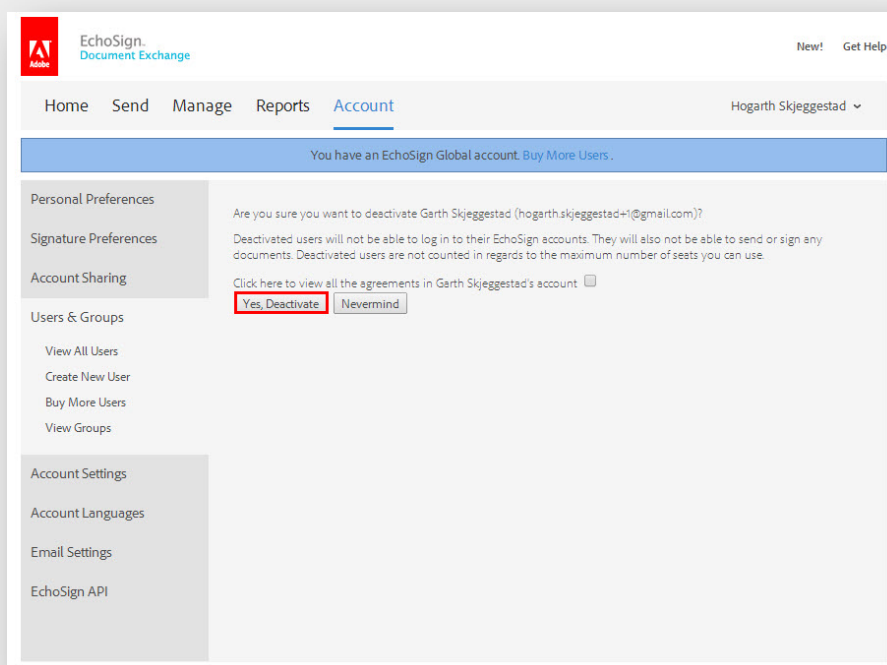 Adobe
EchoSign.
Document Exchange
New! Get Help
Home Send Manage Reports Account
Hogarth Skjeggestad
You have an EchoSign Global account. Buy More Users .
Personal Preferences
Signature Preferences
Account Sharing
Users & Groups
View All Users
Create New User
Buy More Users
View Groups
Account Settings
Account Languages
Email Settings
EchoSign API
Are you sure you want to deactivate Garth Skjeggestad (hogarth.skjeggestad+1@gmail.com)?
Deactivated users will not be able to log in to their EchoSign accounts. They will also not be able to send or sign any
documents. Deactivated users are not counted in regards to the maximum number of seats you can use.
Click here to view all the agreements in Garth Skjeggestad's account
Yes, Deactivate Nevermind